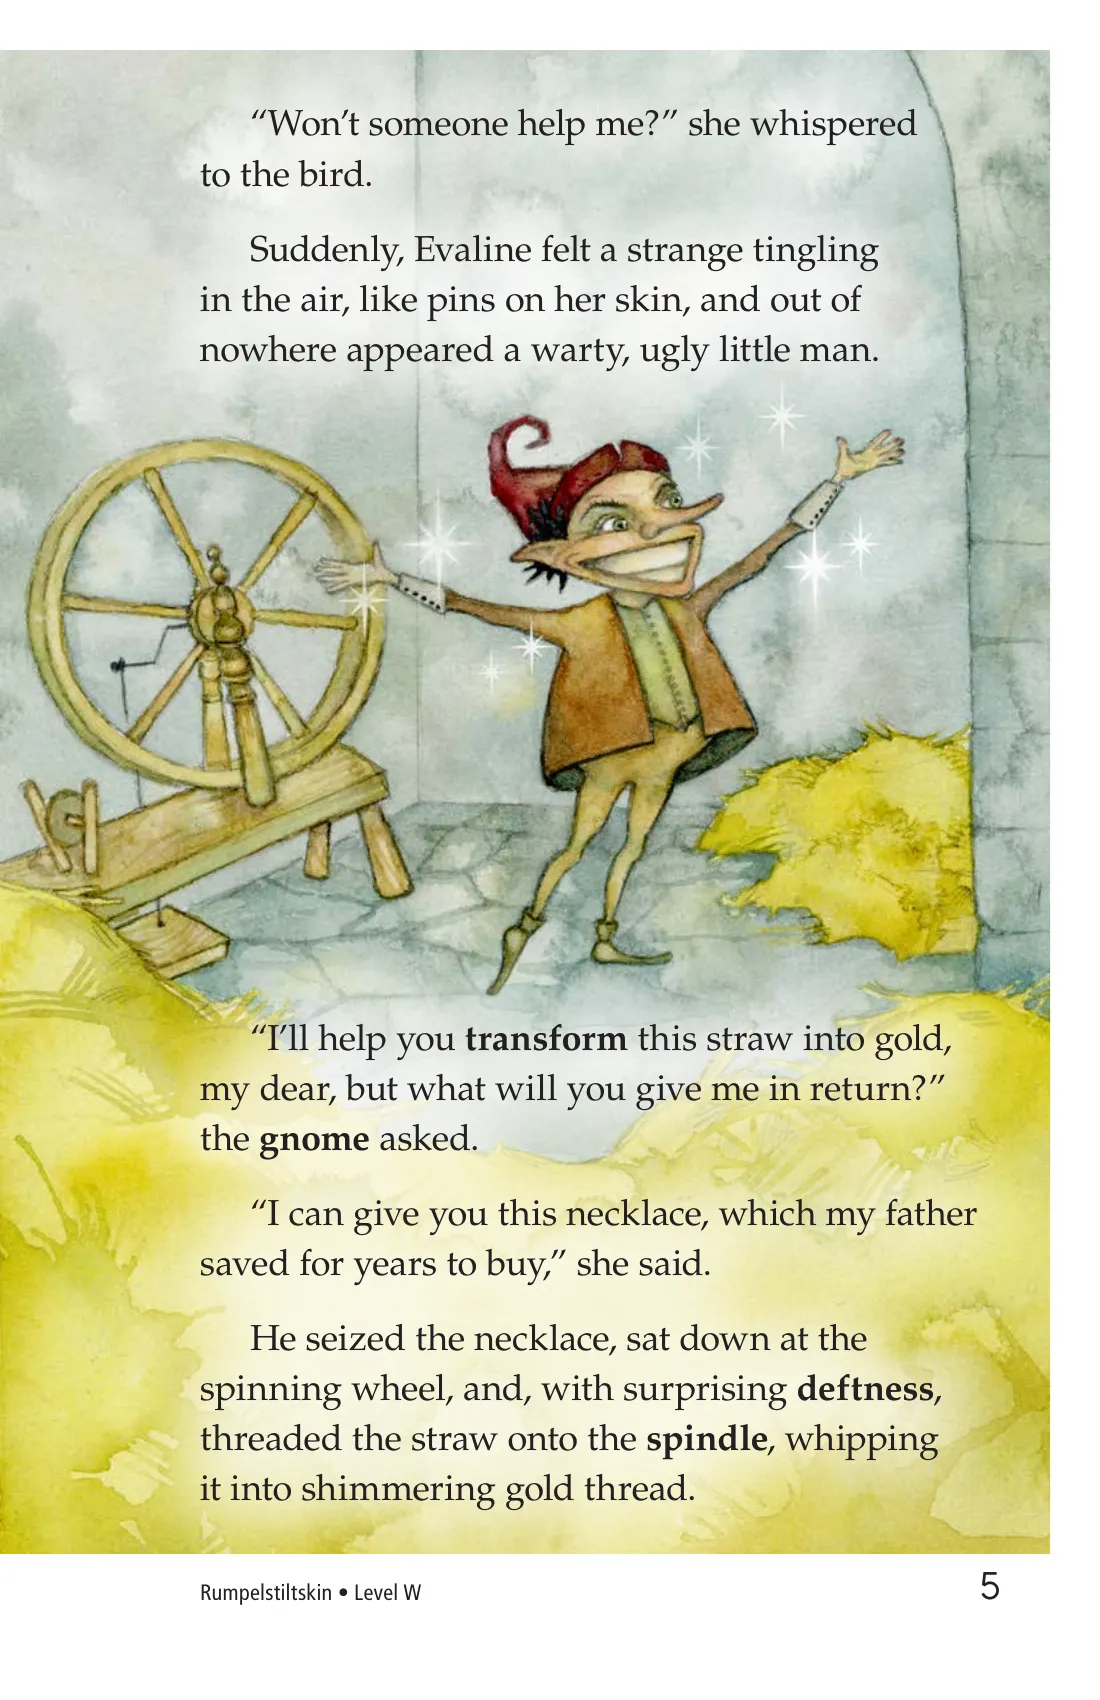 “Won’t someone help me?” she whispered
to the bird.
Suddenly, Evaline felt a strange tingling
in the air, like pins on her skin, and out of
nowhere appeared a warty, ugly little man.
“I’ll help you transform this straw into gold,
my dear, but what will you give me in return?”
the gnome asked.
“I can give you this necklace, which my father
saved for years to buy,” she said.
He seized the necklace, sat down at the
spinning wheel, and, with surprising deftness,
threaded the straw onto the spindle, whipping
it into shimmering gold thread.
Rumpelstiltskin • Level W
5